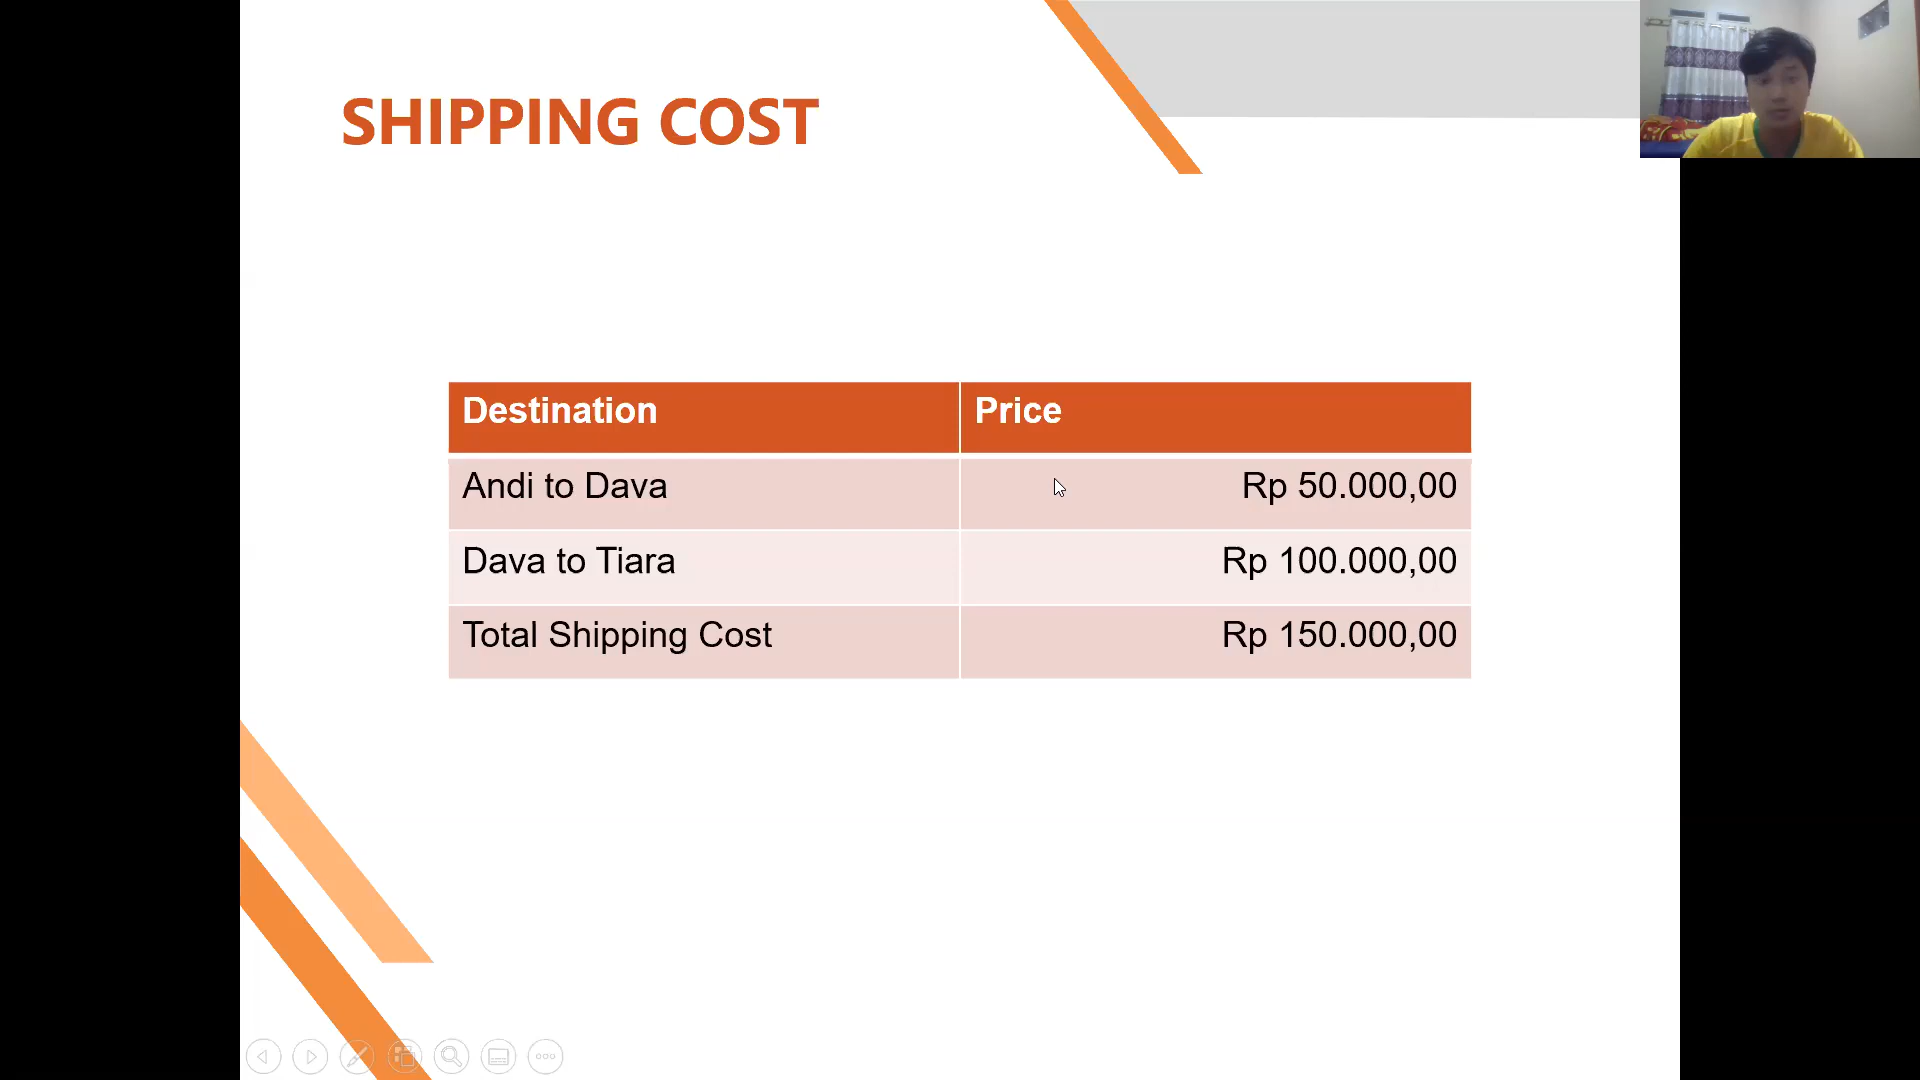 SHIPPING COST
Destination Price
Andi to Dava Rp 50.000,00
Dava to Tiara Rp 100.000,00
Total Shipping Cost Rp 150.000,00